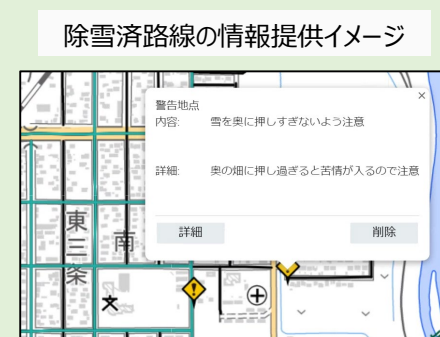 除雪済路線の情報提供イメージ
×
警告地点
内容: 雪を奥に押しすぎないよう注意
詳細: 奥の畑に押し過ぎると苦情が入るので注意
詳細 削除
東三条
南